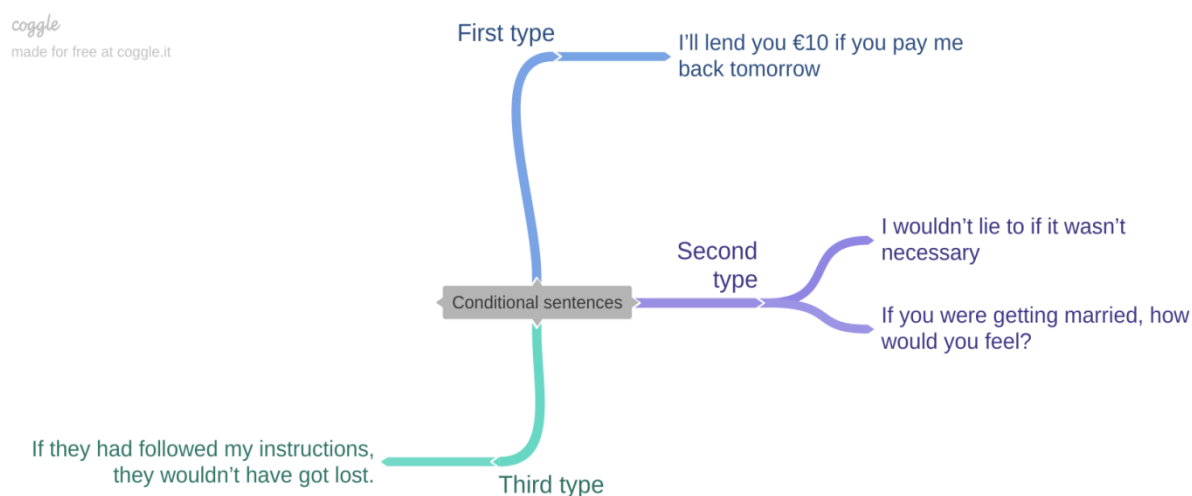 coggle
made for free at coggle.it
First type
I’ll lend you €10 if you pay me
back tomorrow
Second
type
I wouldn’t lie to if it wasn’t
necessary
Conditional sentences
If you were getting married, how
would you feel?
If they had followed my instructions,
they wouldn’t have got lost.
Third type